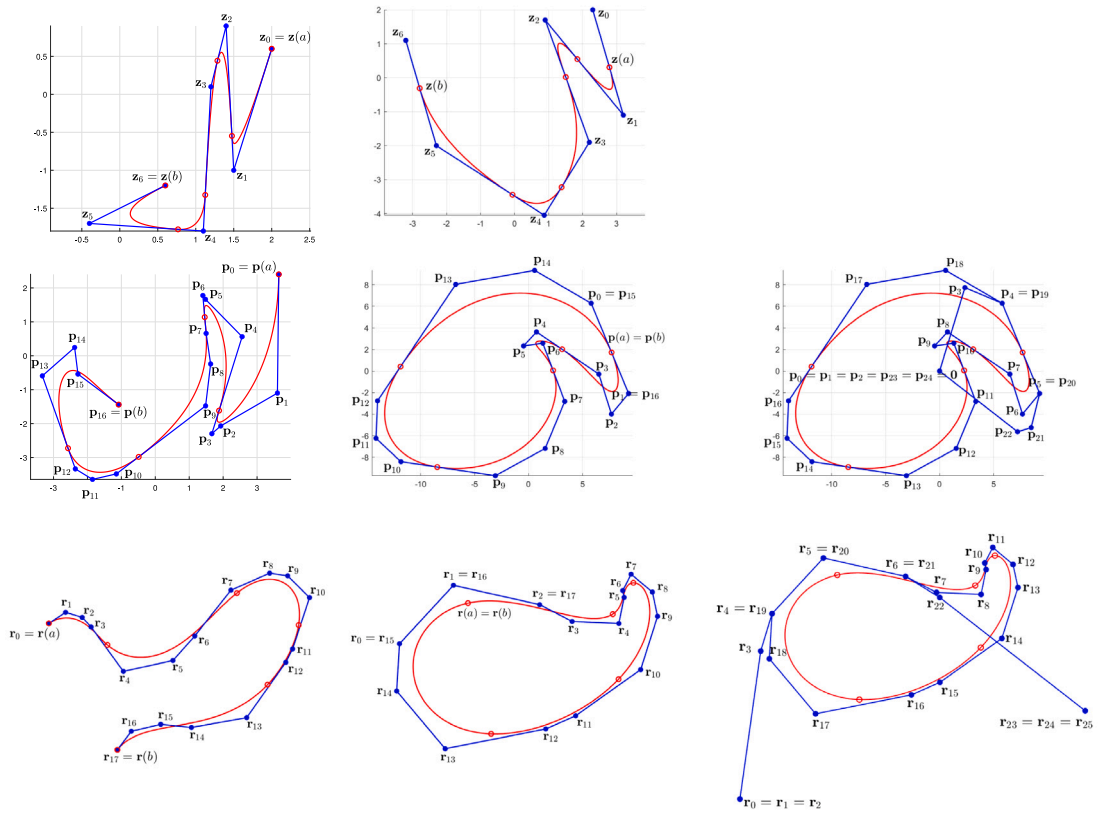 z₂
z₀ = z(a)
0.5
z₃
0
-0.5
-1
z₁
z₆ = z(b)
-1.5
z₅
z₄
-0.5 0 0.5 1 1.5 2 2.5
z₂
z₀
z₆
1
z(a)
0
z(b)
-1
z₁
-2
z₅
z₃
-3
-4
z₄
-3 -2 -1 0 1 2 3
p₀ = p(a)
2
p₆
p₅
1
p₇
p₄
p₁₄
0
p₁₃
p₈
p₁₅
-1
p₁
p₁₆ = p(b)
p₉
-2
p₃
p₂
-3
p₁₂
p₁₀
p₁₁
-3 -2 -1 0 1 2 3
p₁₄
p₁₃
8
p₀ = p₁₅
6
4
p₄
p(a) = p(b)
2
p₅
p₆
0
p₃
-2
p₁₂
p₁ = p₁₆
p₇
-4
p₂
-6
p₁₁
p₈
-8
p₁₀
p₉
-10 -5 0 5
p₁₈
p₁₇
8
p₃
p₄ = p₁₉
6
4
p₈
2
p₉
p₁₀
0
p₀ = p₁ = p₂ = p₂₃ = p₂₄ = 0
p₇
p₅ = p₂₀
-2
p₁₆
p₁₁
-4
p₆
-6
p₁₅
p₂₂
p₂₁
p₁₂
-8
p₁₄
p₁₃
-10 -5 0 5
r₁
r₂
r₀ = r(a)
r₃
r₄
r₅
r₆
r₇
r₈
r₉
r₁₀
r₁₁
r₁₂
r₁₃
r₁₄
r₁₅
r₁₆
r₁₇ = r(b)
r₁ = r₁₆
r₂ = r₁₇
r(a) = r(b)
r₃
r₄
r₅
r₆
r₇
r₈
r₉
r₀ = r₁₅
r₁₀
r₁₄
r₁₁
r₁₂
r₁₃
r₁₁
r₅ = r₂₀
r₁₀
r₁₂
r₆ = r₂₁
r₉
r₇
r₁₃
r₂₂
r₈
r₄ = r₁₉
r₁₄
r₃
r₁₈
r₁₅
r₁₆
r₁₇
r₂₃ = r₂₄ = r₂₅
r₀ = r₁ = r₂